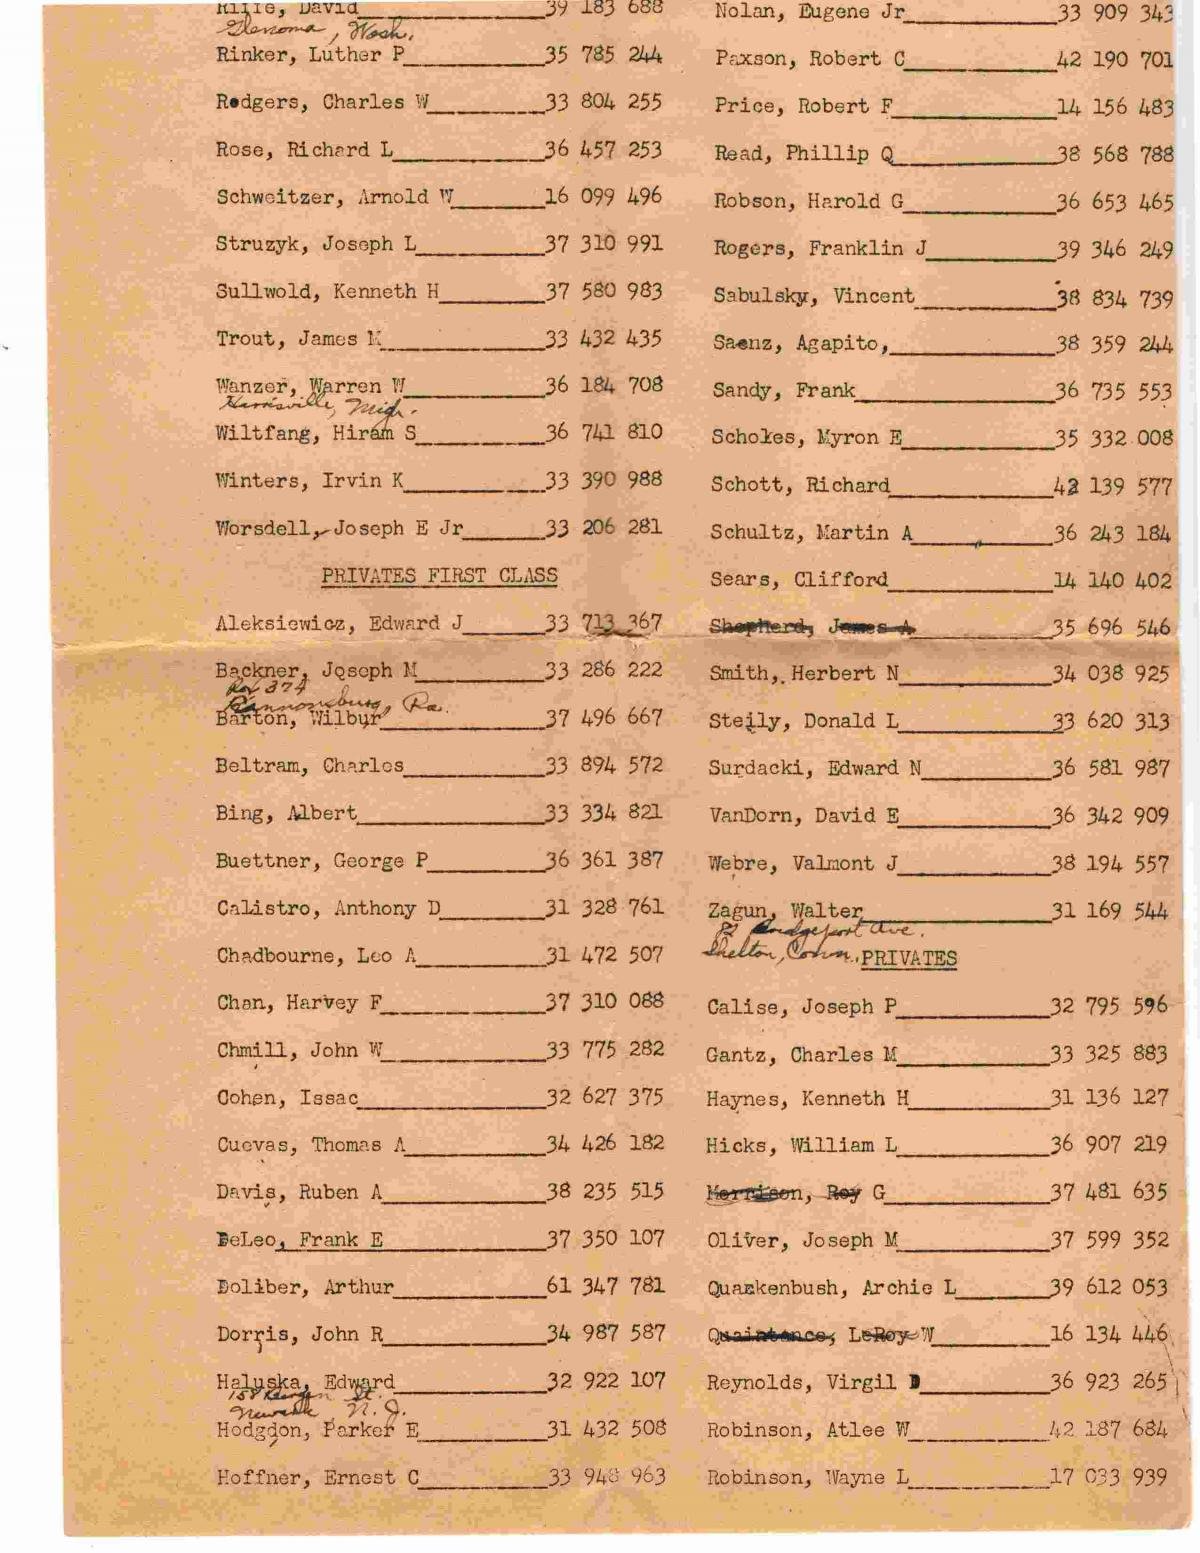 David 39 183 688
Glenoma, Wash.
Rinker, Luther P 35 785 244
Rodgers, Charles W 33 804 255
Rose, Richard L 36 457 253
Schweitzer, Arnold W 16 099 496
Struzyk, Joseph L 37 310 991
Sullwold, Kenneth H 37 580 983
Trout, James M 33 432 435
Wanzer, Warren W 36 184 708
Harrisville, Mich.
Wiltfang, Hiram S 36 741 810
Winters, Irvin K 33 390 988
Worsdell, Joseph E Jr 33 206 281
PRIVATES FIRST CLASS
Aleksiewicz, Edward J 33 713 367
Backner, Joseph M 33 286 222
Box 374
Cannonsburg, Pa.
Barton, Wilbur 37 496 667
Beltram, Charles 33 894 572
Bing, Albert 33 334 821
Buettner, George P 36 361 387
Calistro, Anthony D 31 328 761
Chadbourne, Leo A 31 472 507
Chan, Harvey F 37 310 088
Chmill, John W 33 775 282
Cohen, Issac 32 627 375
Cuevas, Thomas A 34 426 182
Davis, Ruben A 38 235 515
DeLeo, Frank E 37 350 107
Doliber, Arthur 61 347 781
Dorris, John R 34 987 587
Haluska, Edward 32 922 107
158 St.
Newark N. J.
Hodgdon, Parker E 31 432 508
Hoffner, Ernest C 33 948 963
Nolan, Eugene Jr 33 909 343
Paxson, Robert C 42 190 701
Price, Robert F 14 156 483
Read, Phillip Q 38 568 788
Robson, Harold G 36 653 465
Rogers, Franklin J 39 346 249
Sabulsky, Vincent 38 834 739
Saenz, Agapito, 38 359 244
Sandy, Frank 36 735 553
Scholes, Myron E 35 332 008
Schott, Richard 42 139 577
Schultz, Martin A 36 243 184
Sears, Clifford 14 140 402
Shepherd, James A 35 696 546
Smith, Herbert N 34 038 925
Steily, Donald L 33 620 313
Surdacki, Edward N 36 581 987
VanDorn, David E 36 342 909
Webre, Valmont J 38 194 557
Zagun, Walter 31 169 544
82 Bridgeport Ave.
Shelton, Conn.
PRIVATES
Calise, Joseph P 32 795 596
Gantz, Charles M 33 325 883
Haynes, Kenneth H 31 136 127
Hicks, William L 36 907 219
Morrison, Roy G 37 481 635
Oliver, Joseph M 37 599 352
Quackenbush, Archie L 39 612 053
Quaintance, LeRoy W 16 134 446
Reynolds, Virgil D 36 923 265
Robinson, Atlee W 42 187 684
Robinson, Wayne L 17 033 939